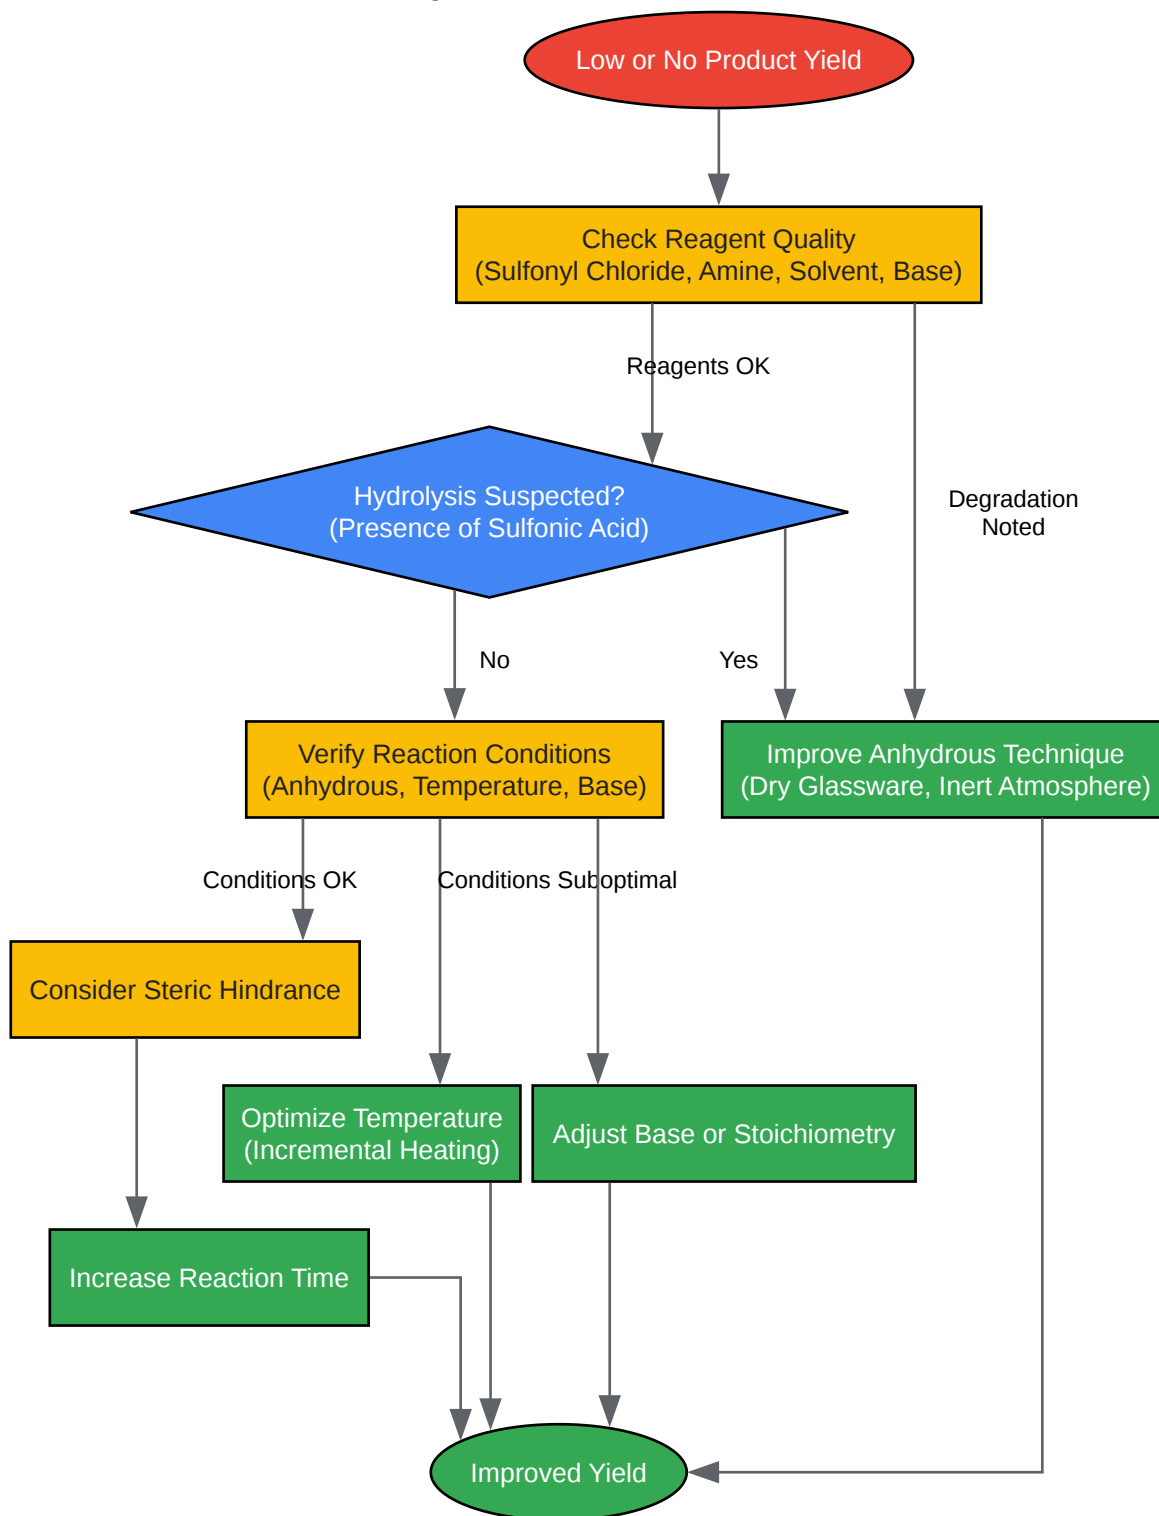 Low or No Product Yield
Check Reagent Quality
(Sulfonyl Chloride, Amine, Solvent, Base)
Reagents OK
Hydrolysis Suspected?
(Presence of Sulfonic Acid)
Degradation
Noted
No
Yes
Verify Reaction Conditions
(Anhydrous, Temperature, Base)
Improve Anhydrous Technique
(Dry Glassware, Inert Atmosphere)
Conditions OK
Conditions Suboptimal
Consider Steric Hindrance
Optimize Temperature
(Incremental Heating)
Adjust Base or Stoichiometry
Increase Reaction Time
Improved Yield